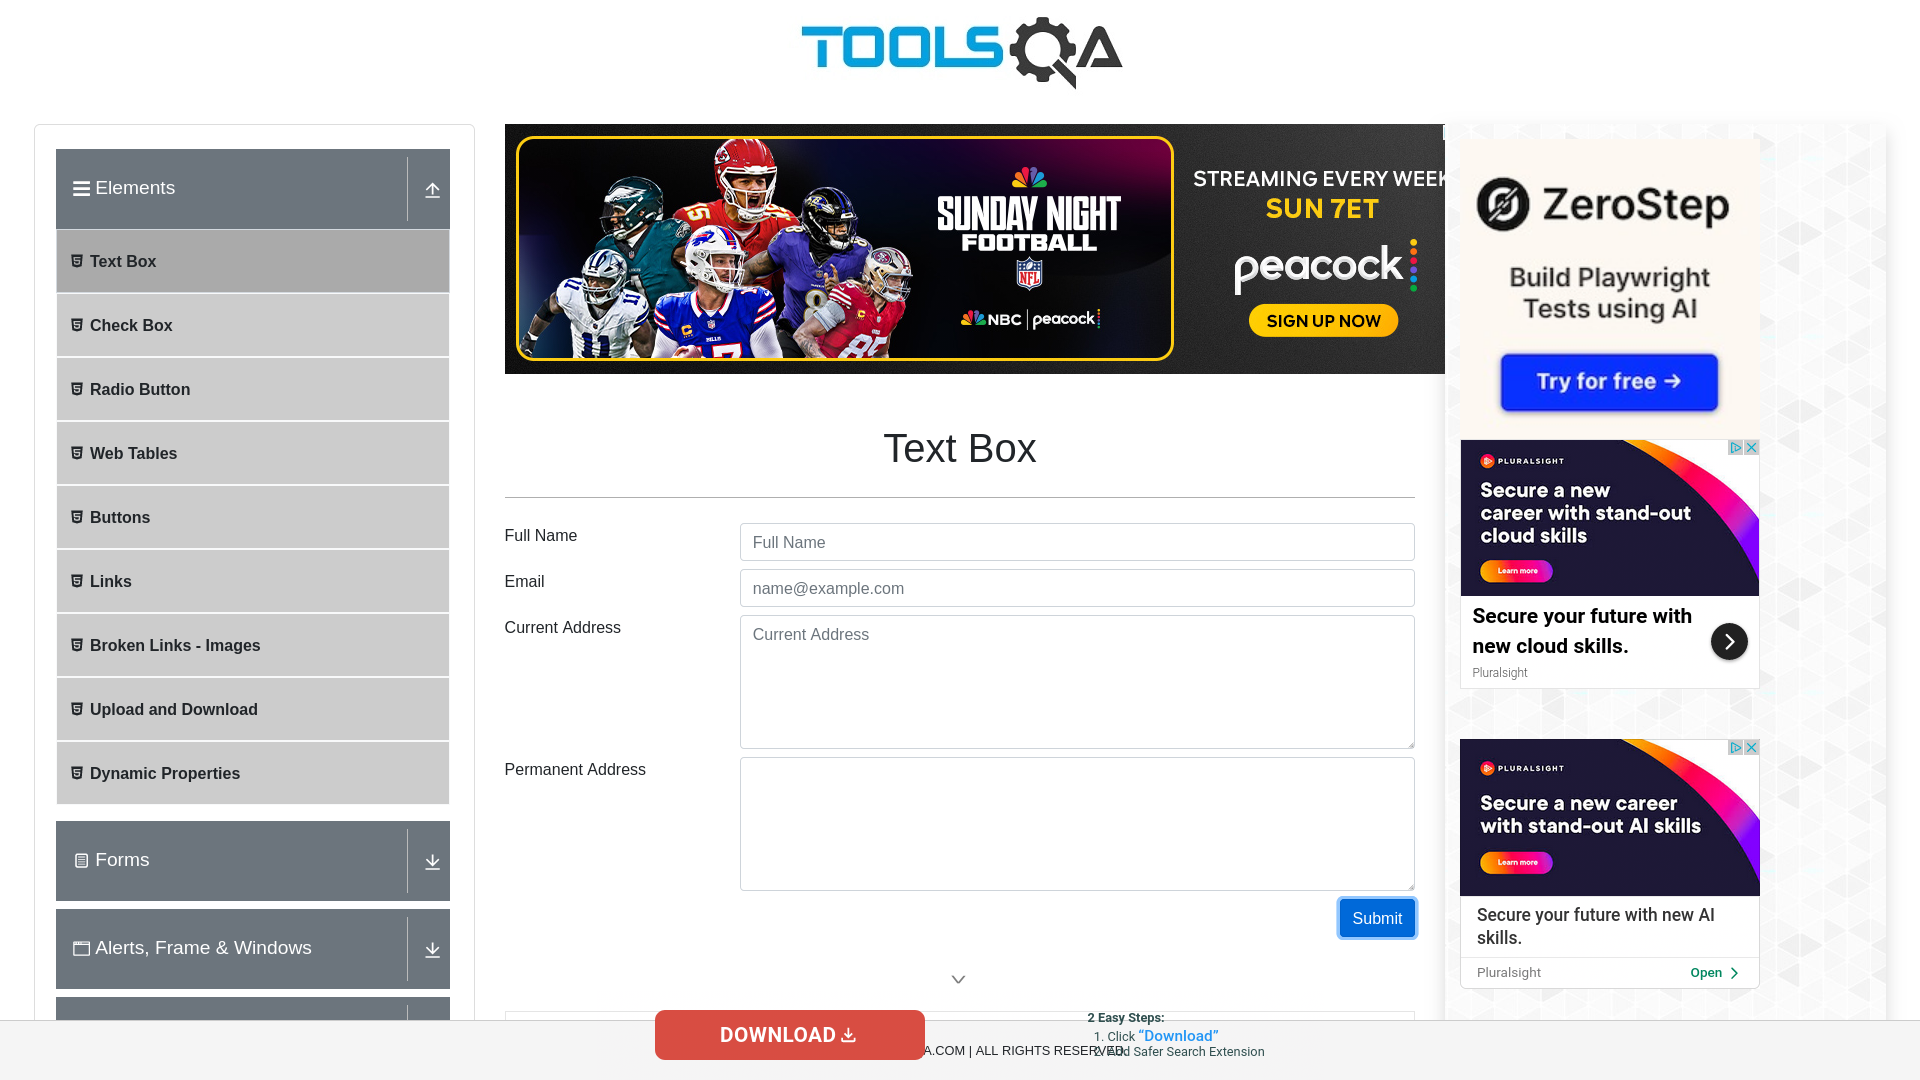 TOOLSQA
Elements
Text Box
Check Box
Radio Button
Web Tables
Buttons
Links
Broken Links - Images
Upload and Download
Dynamic Properties
Forms
Alerts, Frame & Windows
SUNDAY NIGHT
FOOTBALL
NFL
NBC | peacock
STREAMING EVERY WEEK
SUN 7ET
peacock
SIGN UP NOW
Text Box
Full Name
Full Name
Email
name@example.com
Current Address
Current Address
Permanent Address
Submit
ZeroStep
Build Playwright
Tests using AI
Try for free →
PLURALSIGHT
Secure a new
career with stand-out
cloud skills
Learn more
Secure your future with
new cloud skills.
Pluralsight
PLURALSIGHT
Secure a new career
with stand-out AI skills
Learn more
Secure your future with new AI
skills.
Pluralsight
Open
DOWNLOAD
A.COM | ALL RIGHTS RESERVED.
2 Easy Steps:
1. Click “Download”
2. Add Safer Search Extension